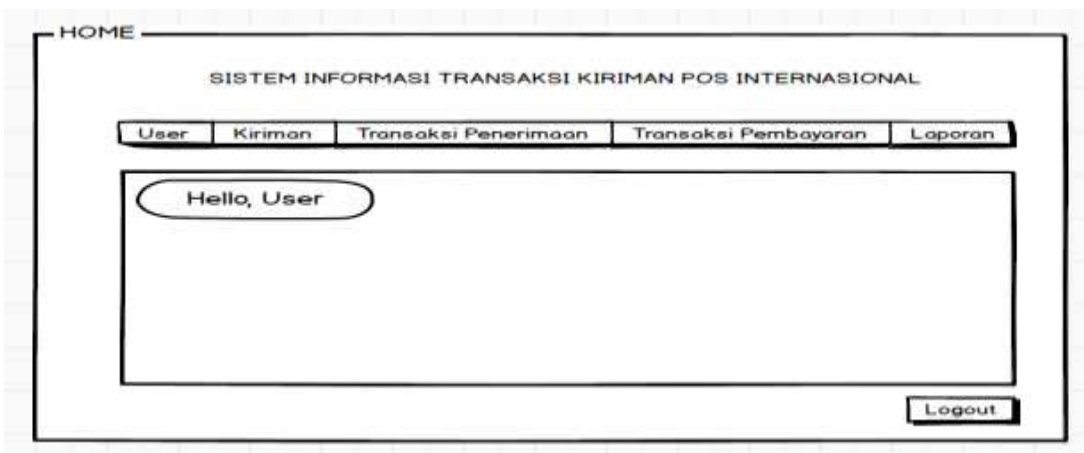 HOME
SISTEM INFORMASI TRANSAKSI KIRIMAN POS INTERNASIONAL
User Kiriman Transaksi Penerimaan Transaksi Pembayaran Laporan
Hello, User
Logout